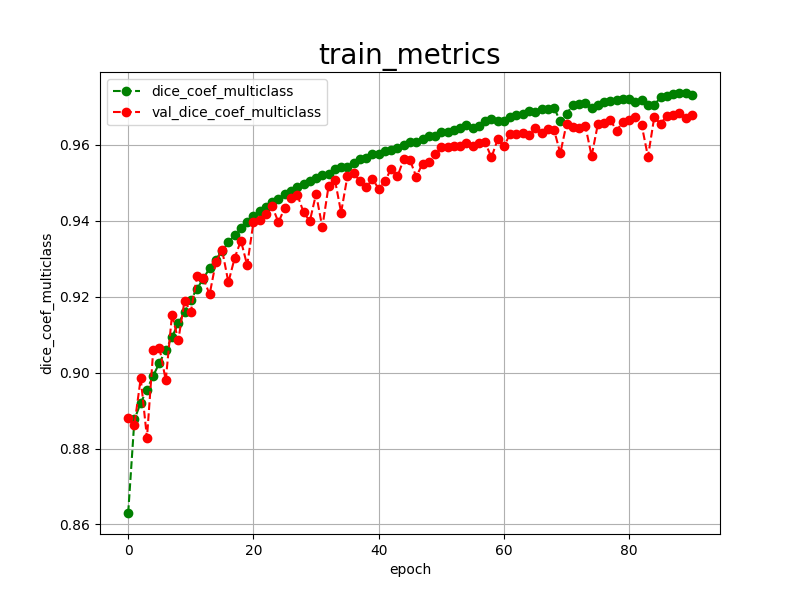 train_metrics
dice_coef_multiclass
val_dice_coef_multiclass
dice_coef_multiclass
0.96
0.94
0.92
0.90
0.88
0.86
0 20 40 60 80
epoch